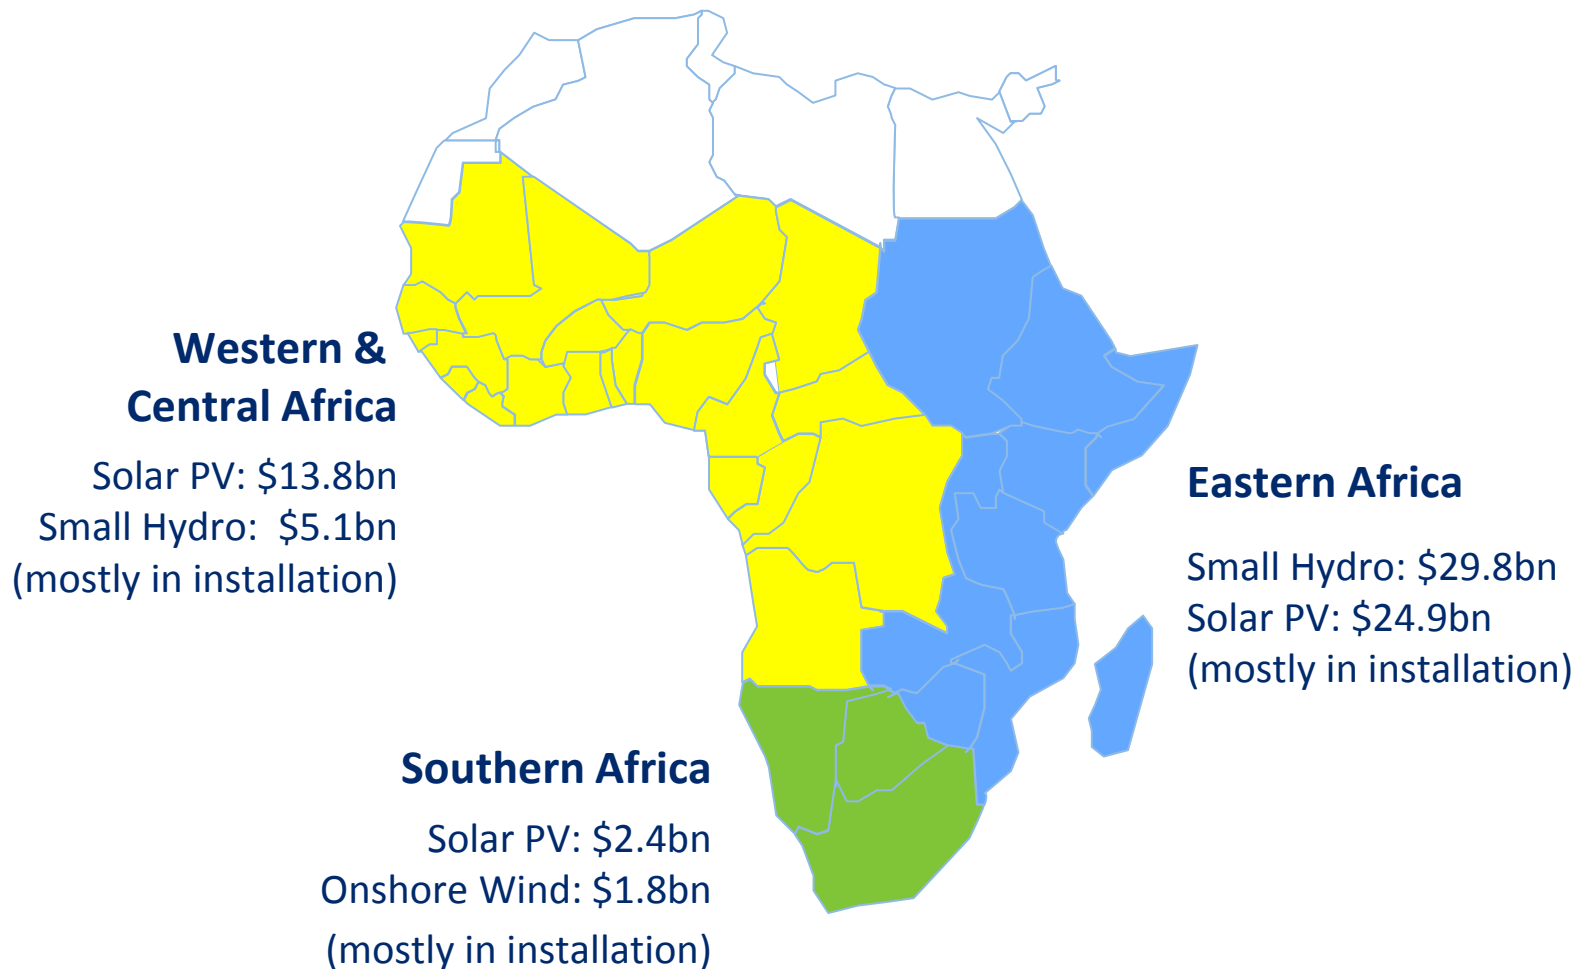 Western &
Central Africa
Solar PV: $13.8bn
Small Hydro: $5.1bn
(mostly in installation)
Eastern Africa
Small Hydro: $29.8bn
Solar PV: $24.9bn
(mostly in installation)
Southern Africa
Solar PV: $2.4bn
Onshore Wind: $1.8bn
(mostly in installation)